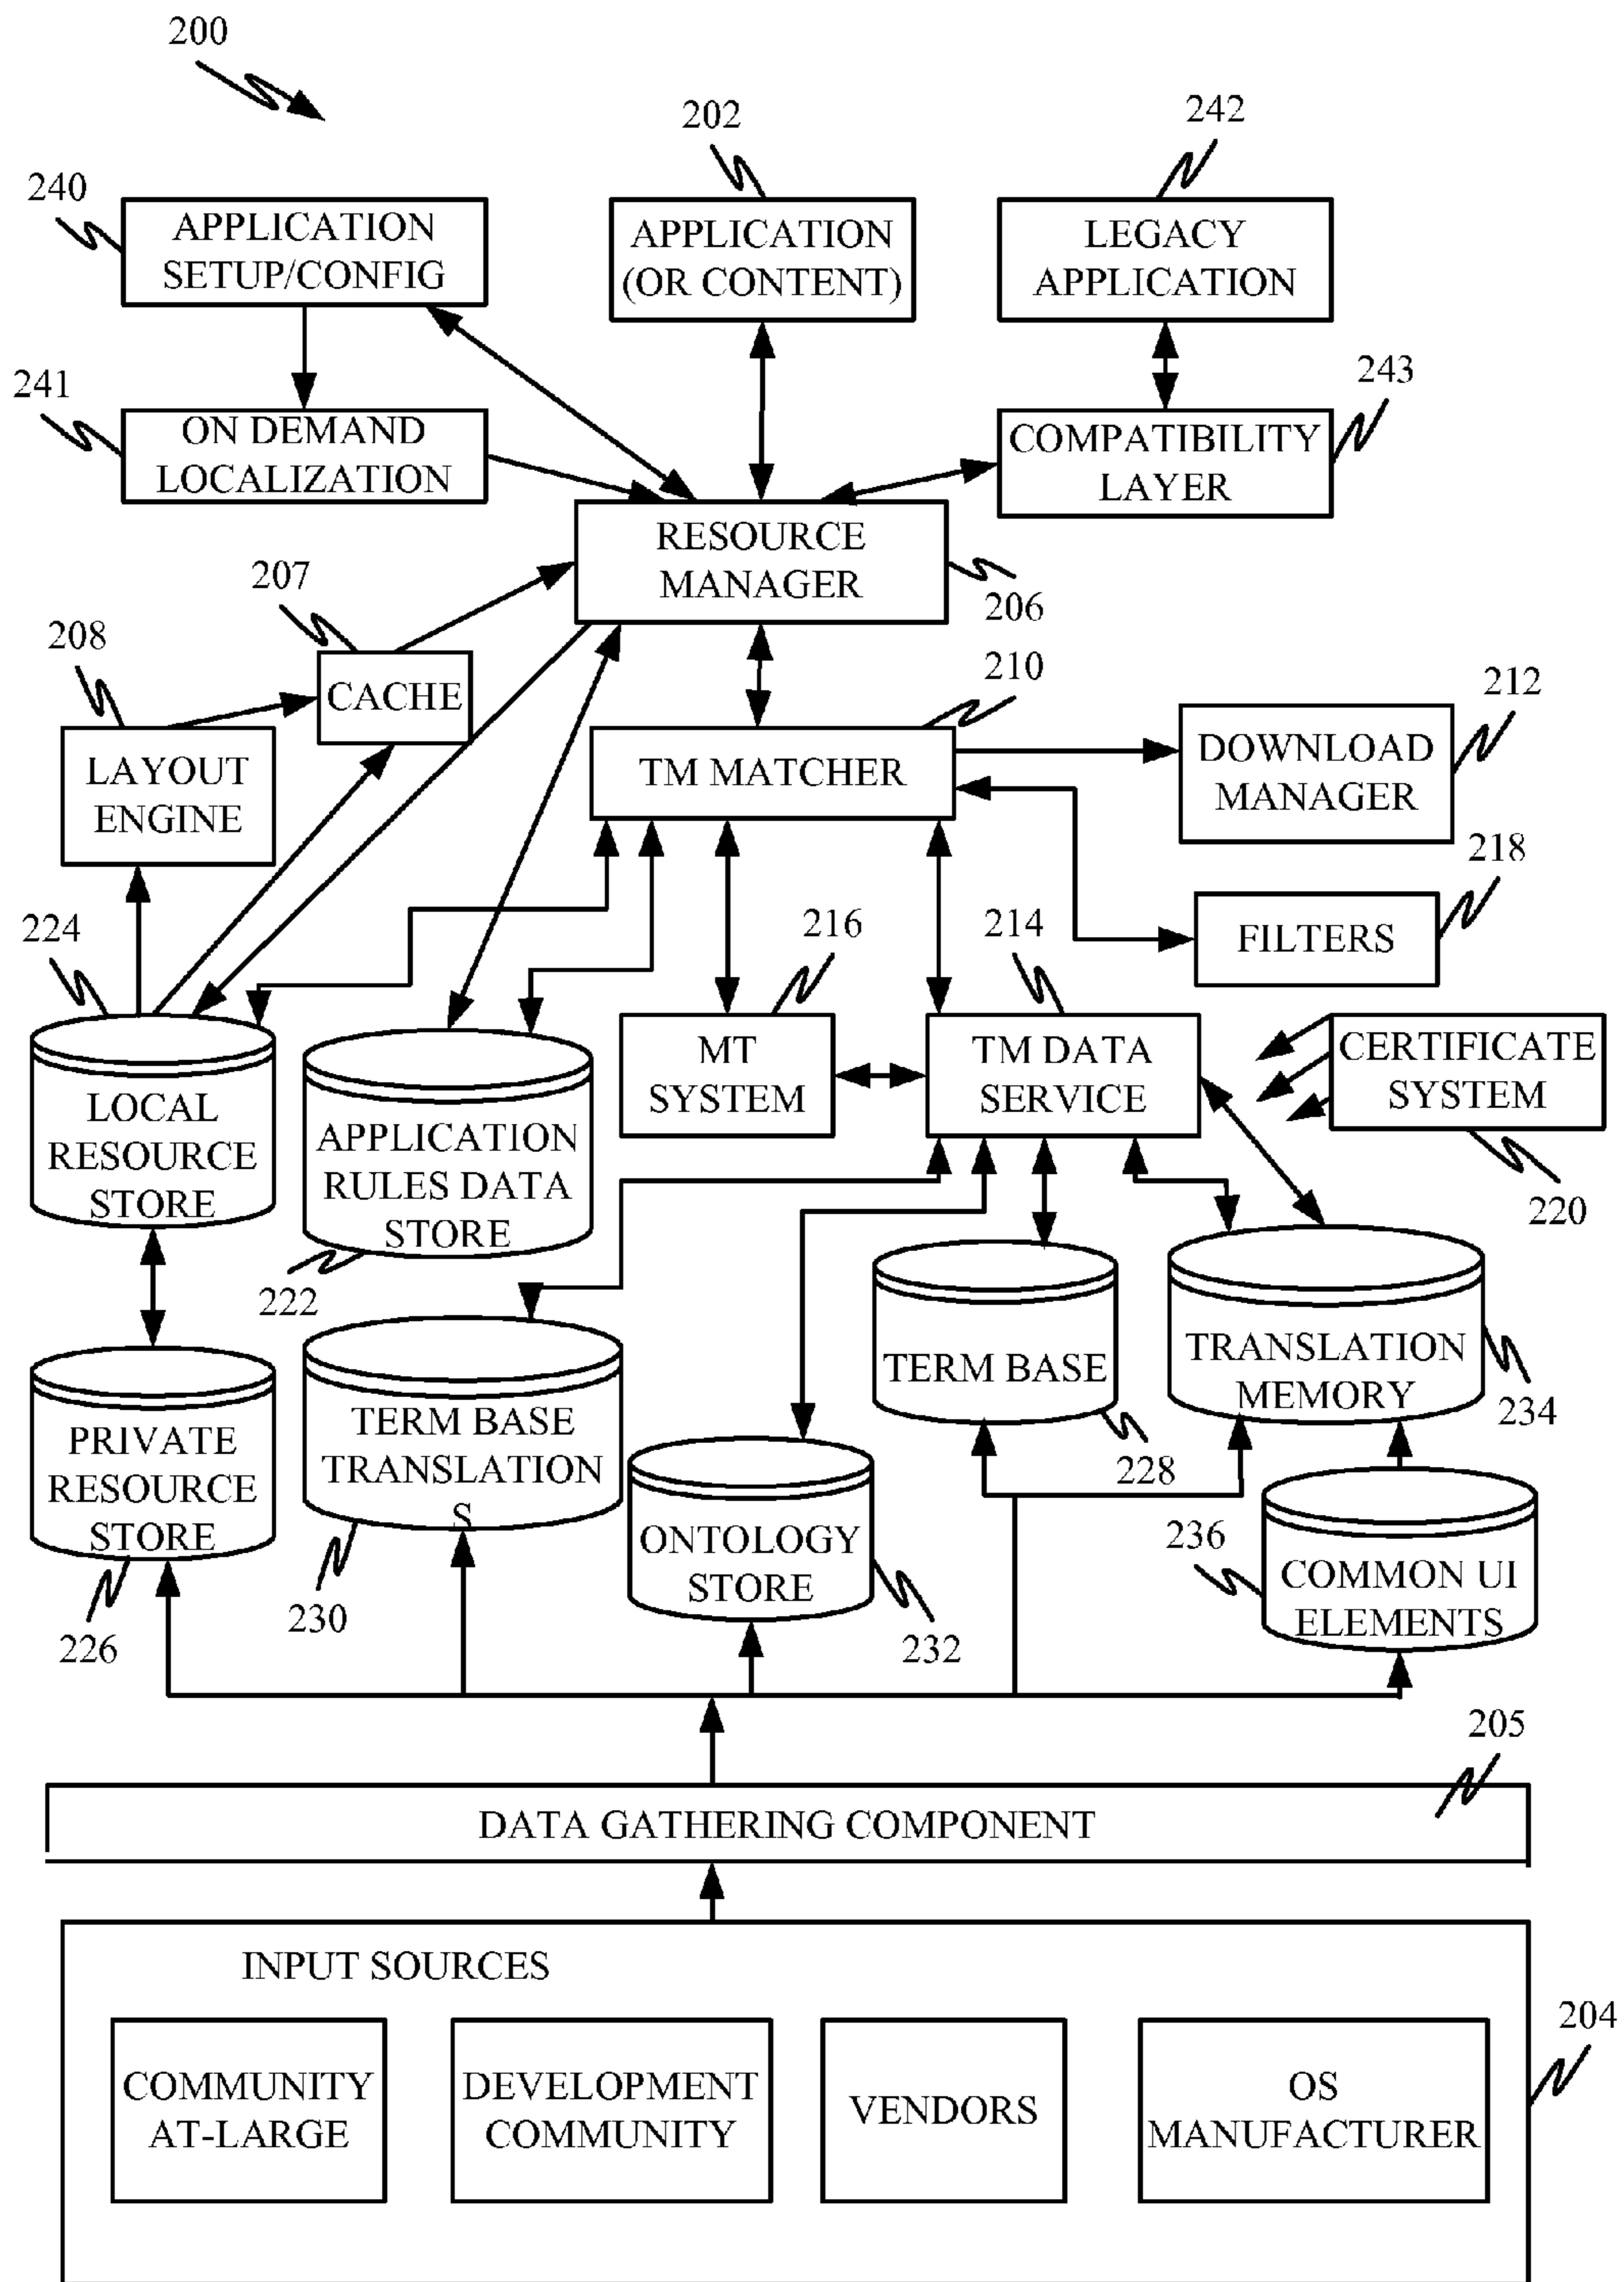 200
202
242
240
APPLICATION
SETUP/CONFIG
APPLICATION
(OR CONTENT)
LEGACY
APPLICATION
241
243
ON DEMAND
LOCALIZATION
COMPATIBILITY
LAYER
RESOURCE
MANAGER
207
206
208
CACHE
210
212
LAYOUT
ENGINE
TM MATCHER
DOWNLOAD
MANAGER
218
224
216
214
FILTERS
LOCAL
RESOURCE
STORE
APPLICATION
RULES DATA
STORE
MT
SYSTEM
TM DATA
SERVICE
CERTIFICATE
SYSTEM
220
222
TERM BASE
TRANSLATION
MEMORY
234
PRIVATE
RESOURCE
STORE
TERM BASE
TRANSLATION
S
228
ONTOLOGY
STORE
236
COMMON UI
ELEMENTS
226
230
232
205
DATA GATHERING COMPONENT
INPUT SOURCES
204
COMMUNITY
AT-LARGE
DEVELOPMENT
COMMUNITY
VENDORS
OS
MANUFACTURER